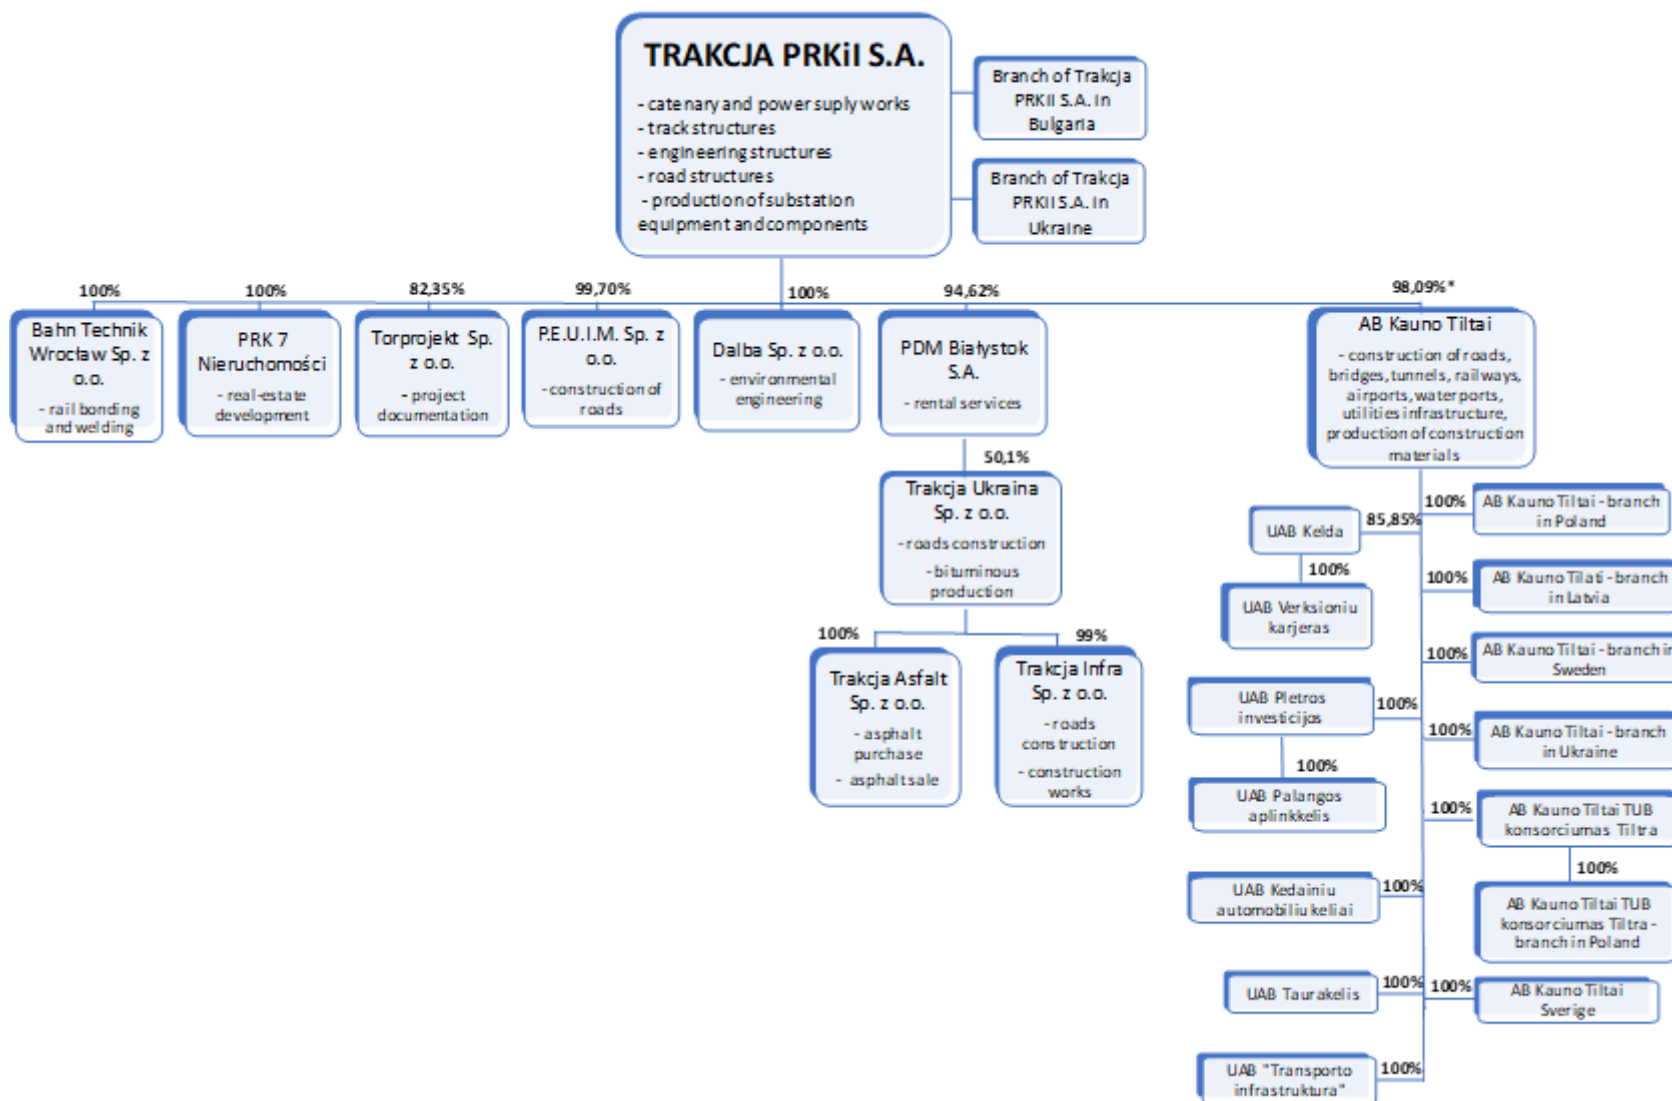 TRAKCJA PRKiI S.A.
- catenary and power suply works
- track structures
- engineering structures
- road structures
- production of substation
equipment and components
Branch of Trakcja
PRKiI S.A. in
Bulgaria
Branch of Trakcja
PRKiI S.A. in
Ukraine
100%
100%
82,35%
99,70%
100%
94,62%
98,09%*
Bahn Technik
Wrocław Sp. z
o.o.
- rail bonding
and welding
PRK 7
Nieruchomości
- real-estate
development
Torprojekt Sp.
z o.o.
- project
documentation
P.E.U.I.M. Sp. z
o.o.
- construction of
roads
Dalba Sp. z o.o.
- environmental
engineering
PDM Białystok
S.A.
- rental services
AB Kauno Tiltai
- construction of roads,
bridges, tunnels, railways,
airports, water ports,
utilities infrastructure,
production of construction
materials
50,1%
Trakcja Ukraina
Sp. z o.o.
- roads construction
- bituminous
production
100%
99%
Trakcja Asfalt
Sp. z o.o.
- asphalt
purchase
- asphalt sale
Trakcja Infra
Sp. z o.o.
- roads
construction
- construction
works
85,85%
UAB Kelda
100%
UAB Verksioniu
karjeras
100%
UAB Pletros
investicijos
100%
UAB Palangos
aplinkkelis
100%
UAB Kedainiu
automobiliu keliai
100%
UAB Taurakelis
100%
UAB "Transporto
infrastruktura"
100%
AB Kauno Tiltai - branch
in Poland
100%
AB Kauno Tilati - branch
in Latvia
100%
AB Kauno Tiltai - branch in
Sweden
100%
AB Kauno Tiltai - branch
in Ukraine
100%
AB Kauno Tiltai TUB
konsorciumas Tiltra
100%
AB Kauno Tiltai TUB
konsorciumas Tiltra -
branch in Poland
100%
AB Kauno Tiltai
Sverige